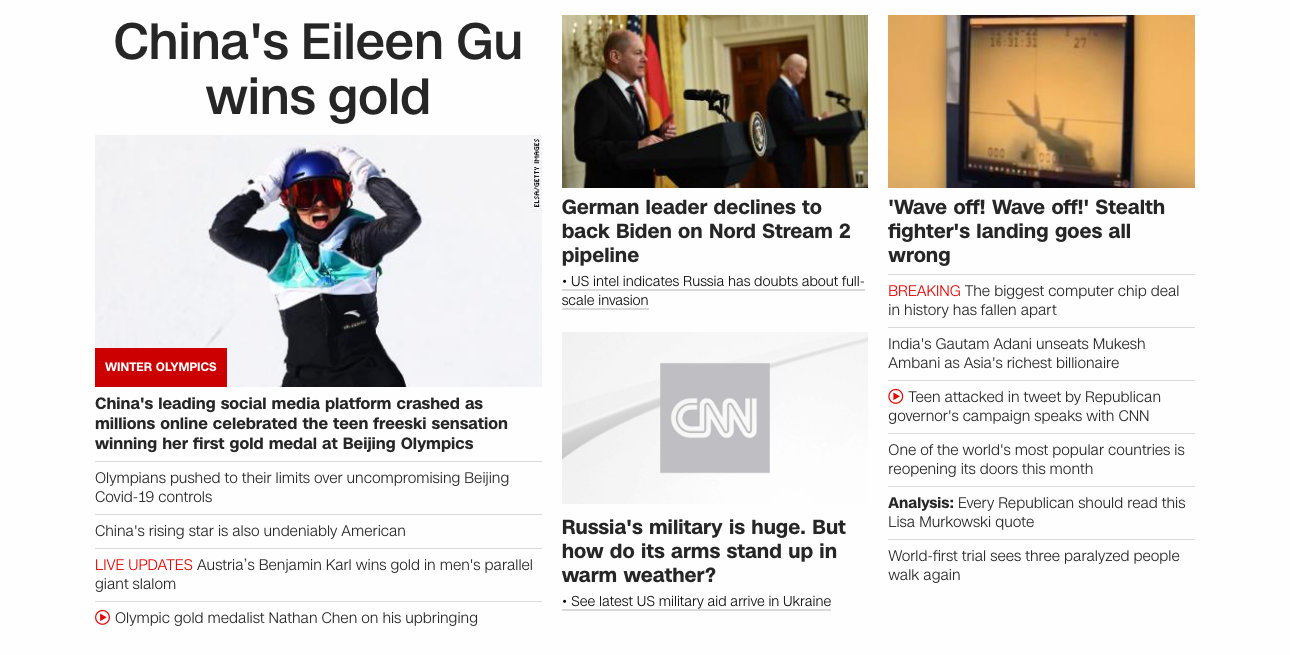 China's Eileen Gu
wins gold
ELSA/GETTY IMAGES
WINTER OLYMPICS
China's leading social media platform crashed as
millions online celebrated the teen freeski sensation
winning her first gold medal at Beijing Olympics
Olympians pushed to their limits over uncompromising Beijing
Covid-19 controls
China's rising star is also undeniably American
LIVE UPDATES Austria's Benjamin Karl wins gold in men's parallel
giant slalom
Olympic gold medalist Nathan Chen on his upbringing
German leader declines to
back Biden on Nord Stream 2
pipeline
• US intel indicates Russia has doubts about full-
scale invasion
CNN
Russia's military is huge. But
how do its arms stand up in
warm weather?
• See latest US military aid arrive in Ukraine
16:31:31 27
'Wave off! Wave off!' Stealth
fighter's landing goes all
wrong
BREAKING The biggest computer chip deal
in history has fallen apart
India's Gautam Adani unseats Mukesh
Ambani as Asia's richest billionaire
Teen attacked in tweet by Republican
governor's campaign speaks with CNN
One of the world's most popular countries is
reopening its doors this month
Analysis: Every Republican should read this
Lisa Murkowski quote
World-first trial sees three paralyzed people
walk again